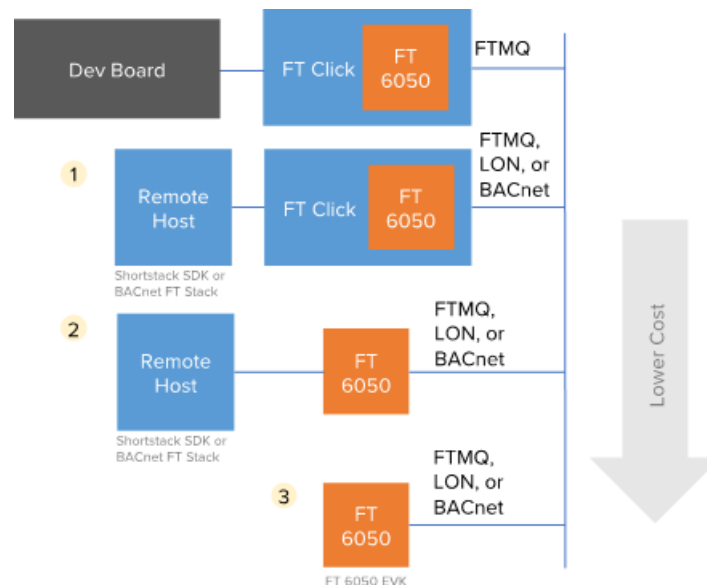 Dev Board
FT Click
FT
6050
FTMQ
1
Remote
Host
Shortstack SDK or
BACnet FT Stack
FT Click
FT
6050
FTMQ,
LON, or
BACnet
2
Remote
Host
Shortstack SDK or
BACnet FT Stack
FT
6050
FTMQ,
LON, or
BACnet
3
FT
6050
FT 6050 EVK
FTMQ,
LON, or
BACnet
Lower Cost